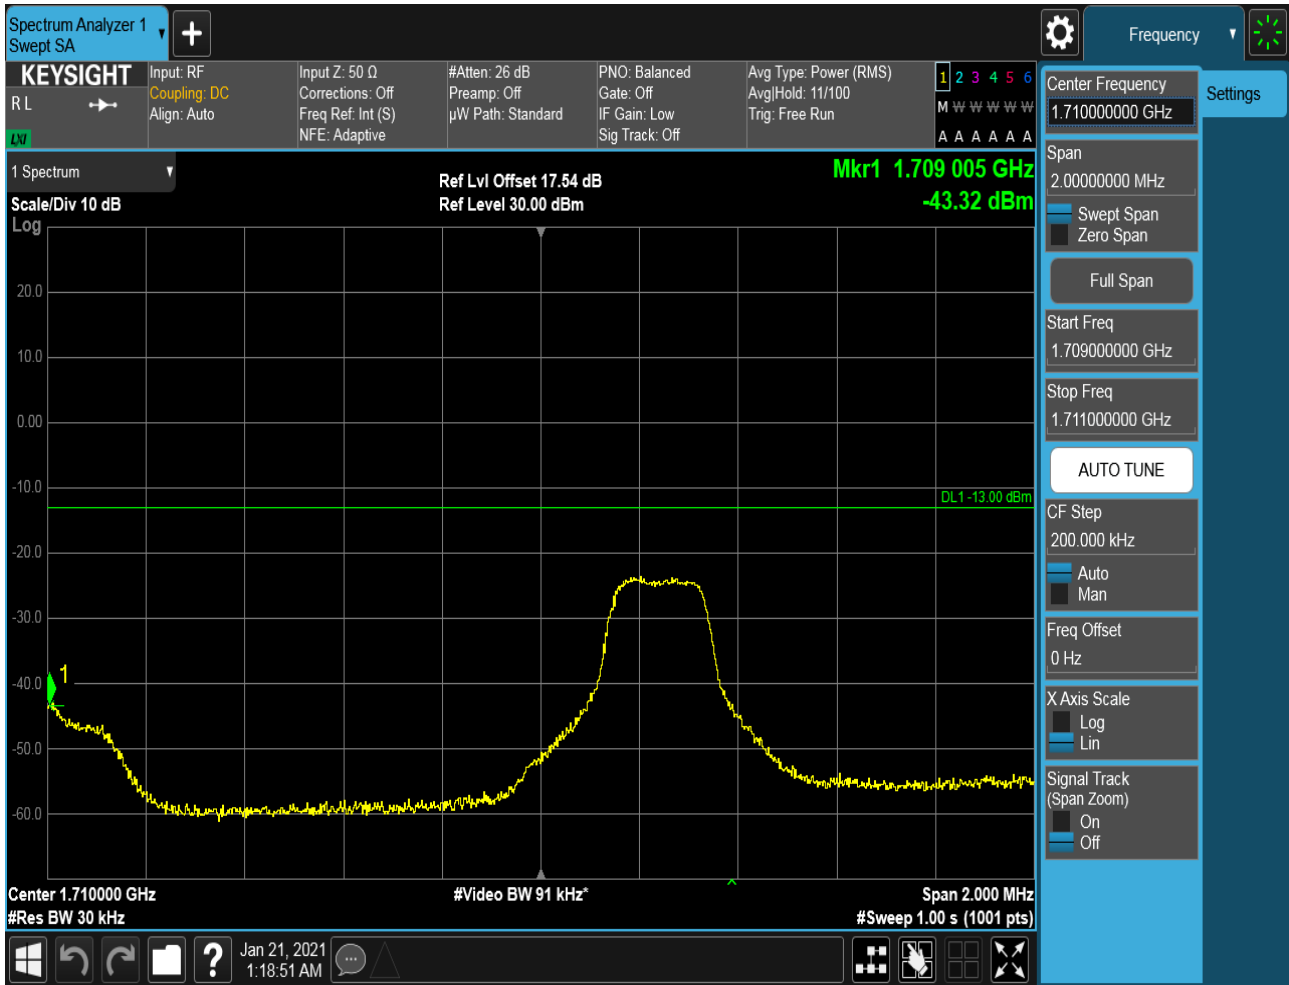 Spectrum Analyzer 1
Swept SA
Frequency
KEYSIGHT
R L
LXI
Input: RF
Coupling: DC
Align: Auto
Input Z: 50 Ω
Corrections: Off
Freq Ref: Int (S)
NFE: Adaptive
#Atten: 26 dB
Preamp: Off
µW Path: Standard
PNO: Balanced
Gate: Off
IF Gain: Low
Sig Track: Off
Avg Type: Power (RMS)
Avg|Hold: 11/100
Trig: Free Run
1 2 3 4 5 6
M W W W W W
A A A A A A
1 Spectrum
Scale/Div 10 dB
Log
Ref Lvl Offset 17.54 dB
Ref Level 30.00 dBm
Mkr1 1.709 005 GHz
-43.32 dBm
20.0
10.0
0.00
-10.0
DL1 -13.00 dBm
-20.0
-30.0
-40.0
1
-50.0
-60.0
Center 1.710000 GHz
#Res BW 30 kHz
#Video BW 91 kHz*
Span 2.000 MHz
#Sweep 1.00 s (1001 pts)
Center Frequency
1.710000000 GHz
Settings
Span
2.00000000 MHz
Swept Span
Zero Span
Full Span
Start Freq
1.709000000 GHz
Stop Freq
1.711000000 GHz
AUTO TUNE
CF Step
200.000 kHz
Auto
Man
Freq Offset
0 Hz
X Axis Scale
Log
Lin
Signal Track
(Span Zoom)
On
Off
?
Jan 21, 2021
1:18:51 AM